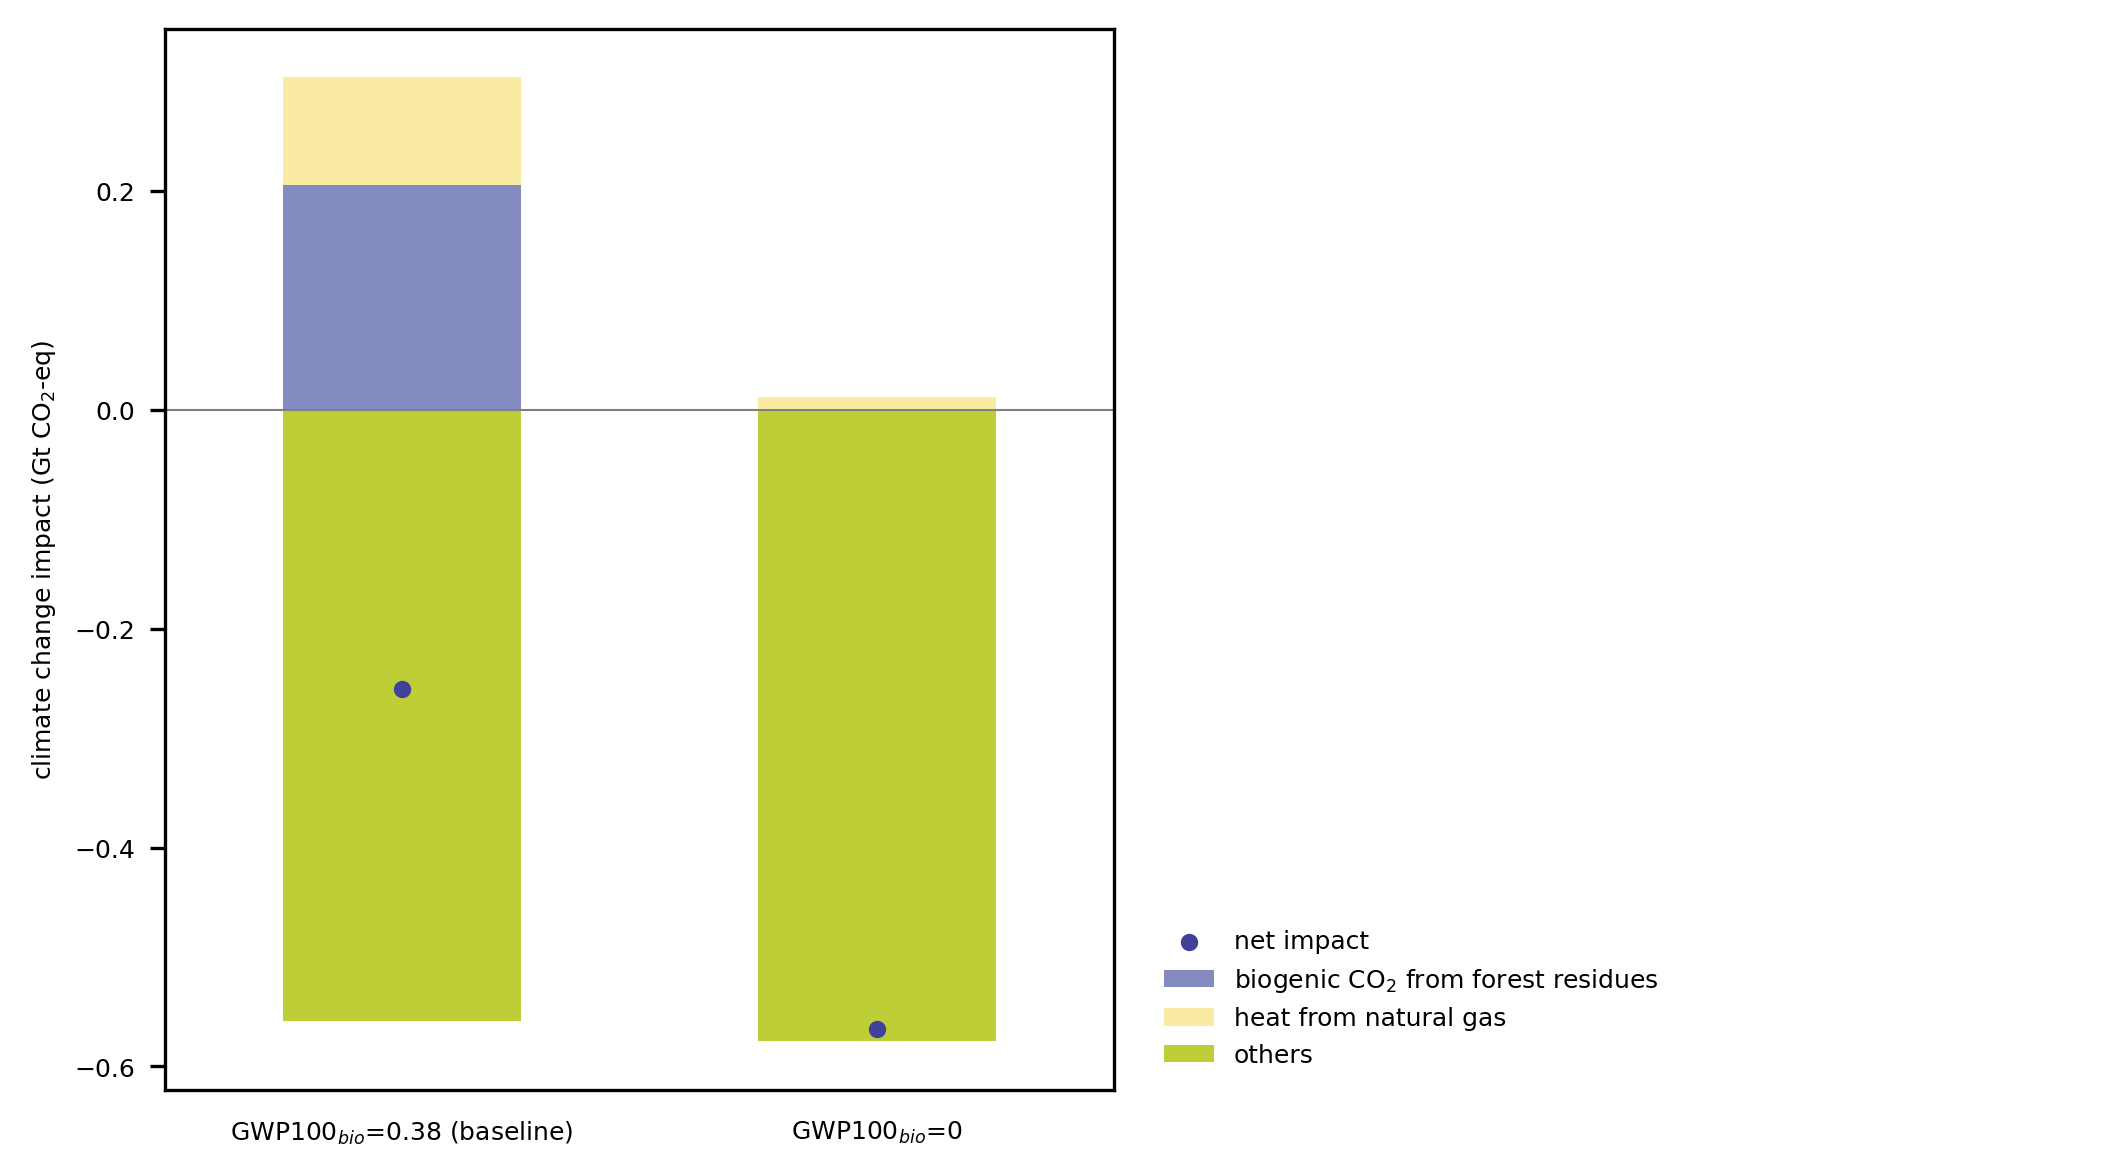 climate change impact (Gt CO₂-eq)
0.2
0.0
−0.2
−0.4
−0.6
GWP100bio=0.38 (baseline)
GWP100bio=0
net impact
biogenic CO₂ from forest residues
heat from natural gas
others